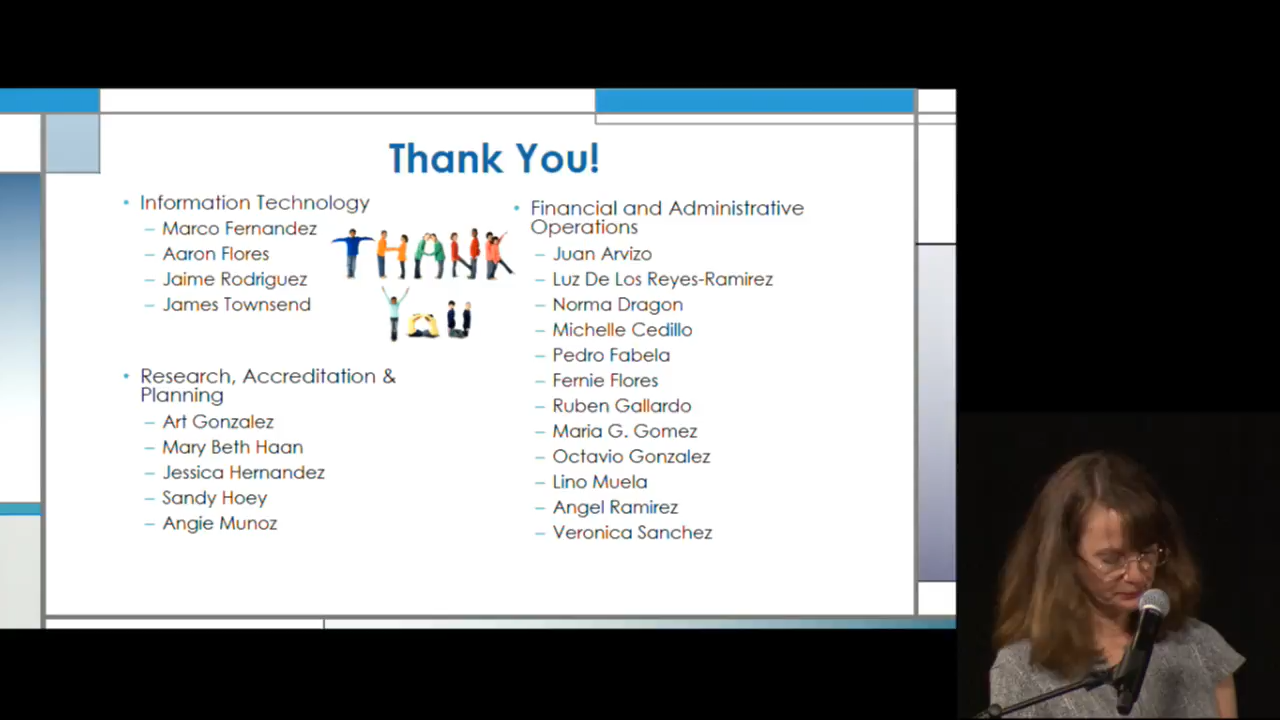 Thank You!
Information Technology
– Marco Fernandez
– Aaron Flores
– Jaime Rodriguez
– James Townsend
THANK
You
Research, Accreditation &
Planning
– Art Gonzalez
– Mary Beth Haan
– Jessica Hernandez
– Sandy Hoey
– Angie Munoz
Financial and Administrative
Operations
– Juan Arvizo
– Luz De Los Reyes-Ramirez
– Norma Dragon
– Michelle Cedillo
– Pedro Fabela
– Fernie Flores
– Ruben Gallardo
– Maria G. Gomez
– Octavio Gonzalez
– Lino Muela
– Angel Ramirez
– Veronica Sanchez